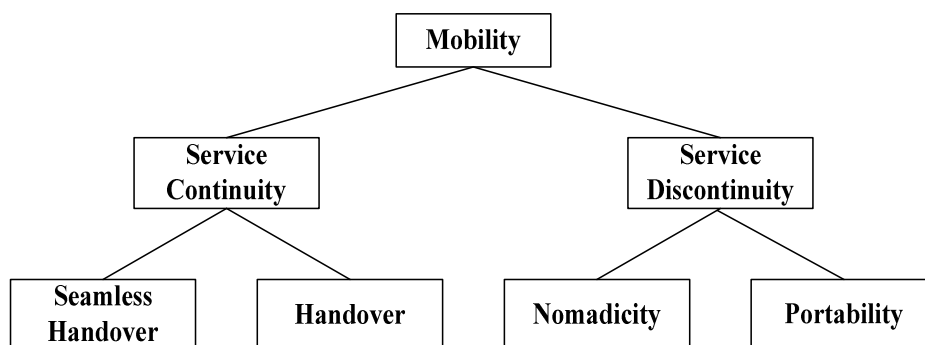 Mobility
Service
Continuity
Service
Discontinuity
Seamless
Handover
Handover
Nomadicity
Portability